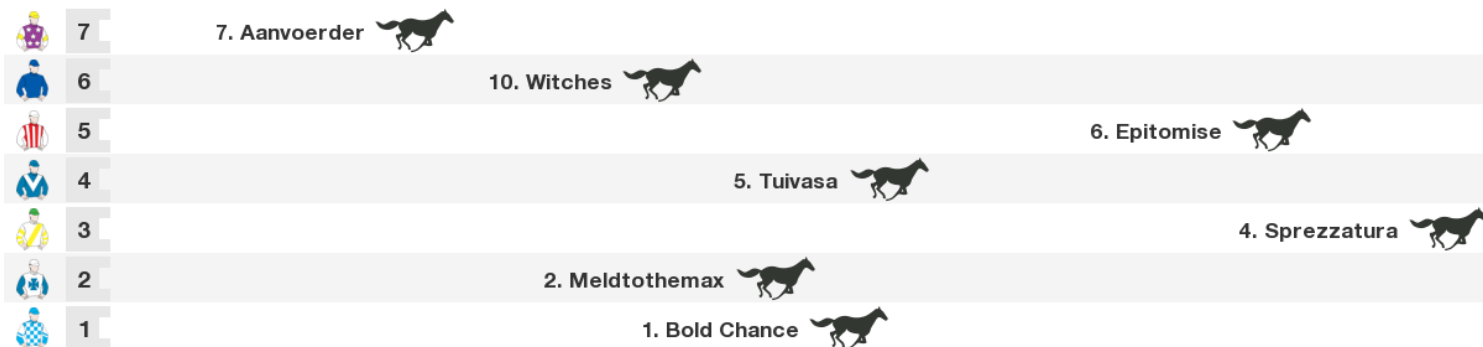 7 7. Aanvoerder
6 10. Witches
5 6. Epitomise
4 5. Tuivasa
3 4. Sprezzatura
2 2. Meldtothemax
1 1. Bold Chance